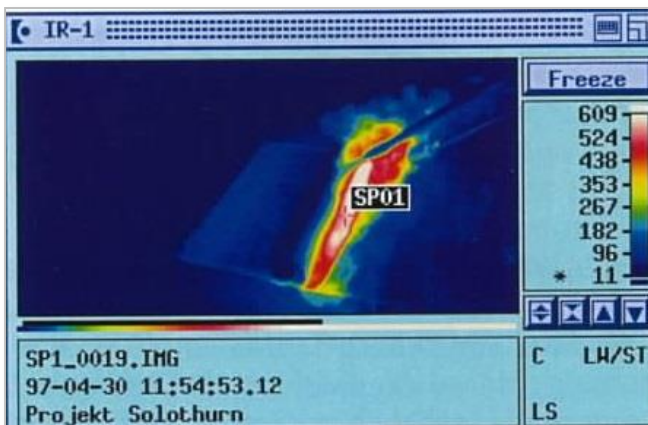 IR-1
Freeze
609
524
438
353
267
182
96
* 11
SP01
SP1_0019.IMG
97-04-30 11:54:53.12
Projekt Solothurn
C LW/ST
LS